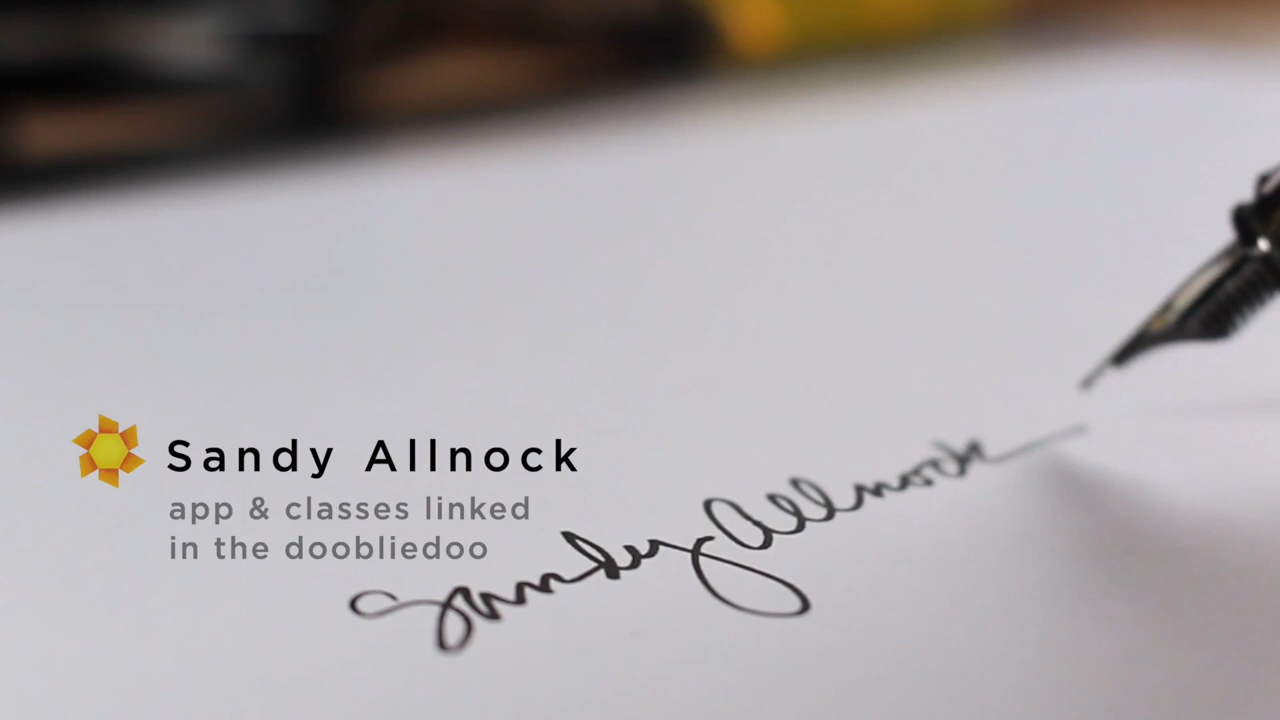 Sandy Allnock
app & classes linked
in the doobliedoo
Sandy Allnock